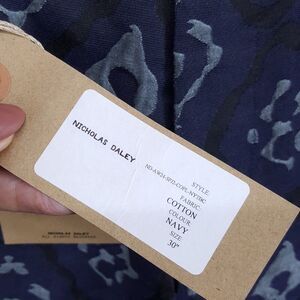 NICHOLAS DALEY
STYLE
FABRIC:
COTTON
COLOUR
NAVY
SIZE
30"
NICHOLAS DALEY